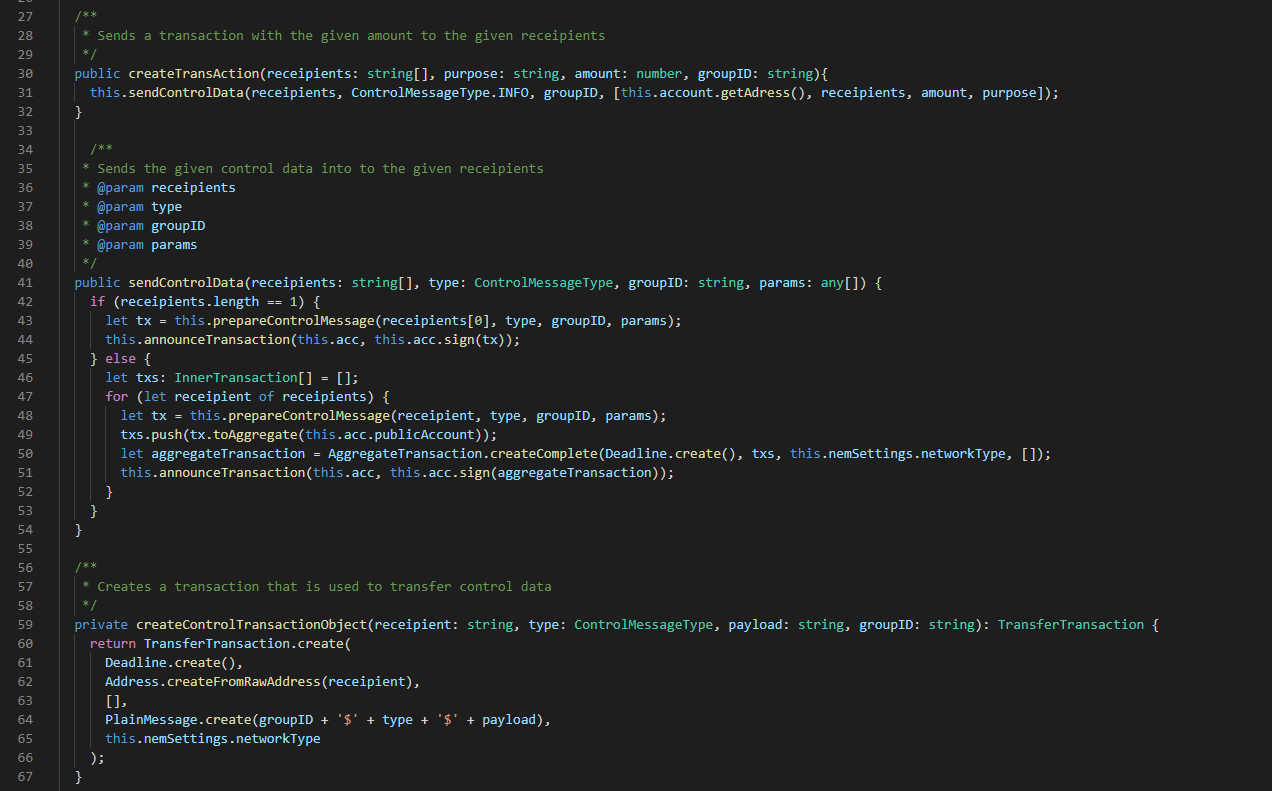 27 /**
28 * Sends a transaction with the given amount to the given receipients
29 */
30 public createTransAction(receipients: string[], purpose: string, amount: number, groupID: string){
31 this.sendControlData(receipients, ControlMessageType.INFO, groupID, [this.account.getAdress(), receipients, amount, purpose]);
32 }
33
34 /**
35 * Sends the given control data into to the given receipients
36 * @param receipients
37 * @param type
38 * @param groupID
39 * @param params
40 */
41 public sendControlData(receipients: string[], type: ControlMessageType, groupID: string, params: any[]) {
42 if (receipients.length == 1) {
43 let tx = this.prepareControlMessage(receipients[0], type, groupID, params);
44 this.announceTransaction(this.acc, this.acc.sign(tx));
45 } else {
46 let txs: InnerTransaction[] = [];
47 for (let receipient of receipients) {
48 let tx = this.prepareControlMessage(receipient, type, groupID, params);
49 txs.push(tx.toAggregate(this.acc.publicAccount));
50 let aggregateTransaction = AggregateTransaction.createComplete(Deadline.create(), txs, this.nemSettings.networkType, []);
51 this.announceTransaction(this.acc, this.acc.sign(aggregateTransaction));
52 }
53 }
54 }
55
56 /**
57 * Creates a transaction that is used to transfer control data
58 */
59 private createControlTransactionObject(receipient: string, type: ControlMessageType, payload: string, groupID: string): TransferTransaction {
60 return TransferTransaction.create(
61 Deadline.create(),
62 Address.createFromRawAddress(receipient),
63 [],
64 PlainMessage.create(groupID + '$' + type + '$' + payload),
65 this.nemSettings.networkType
66 );
67 }